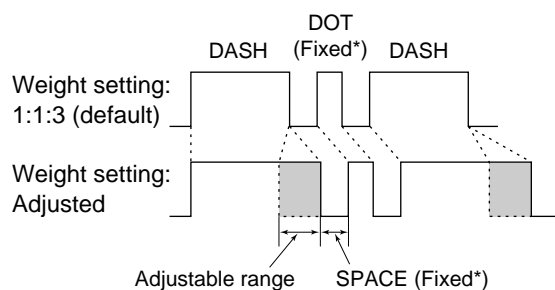 DOT
(Fixed*)
DASH
DASH
Weight setting:
1:1:3 (default)
Weight setting:
Adjusted
Adjustable range
SPACE (Fixed*)